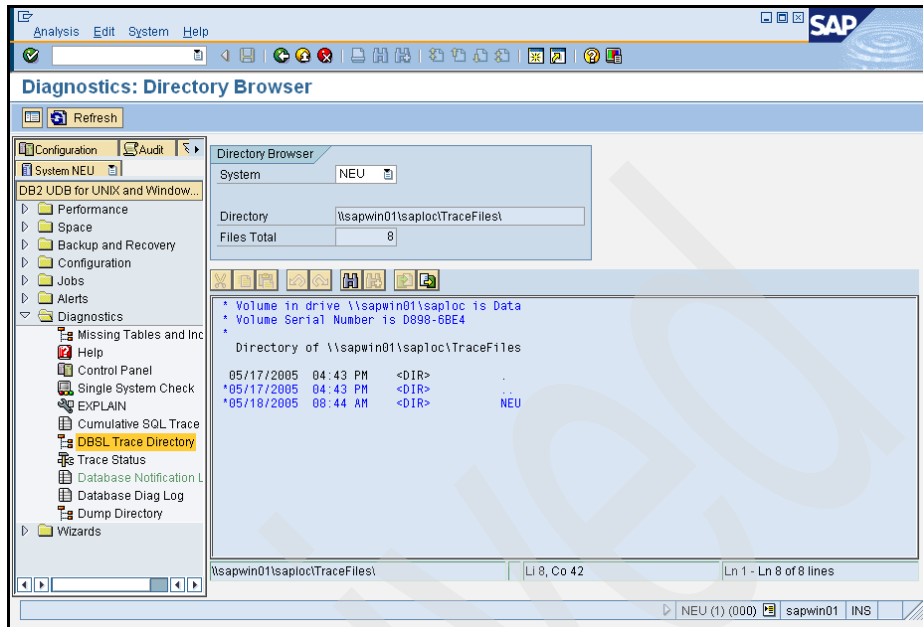 Analysis Edit System Help
SAP
Diagnostics: Directory Browser
Refresh
Configuration Audit
System NEU
DB2 UDB for UNIX and Window...
Performance
Space
Backup and Recovery
Configuration
Jobs
Alerts
Diagnostics
Missing Tables and Inc
Help
Control Panel
Single System Check
EXPLAIN
Cumulative SQL Trace
DBSL Trace Directory
Trace Status
Database Notification L
Database Diag Log
Dump Directory
Wizards
Directory Browser
System NEU
Directory \\sapwin01\saploc\TraceFiles\
Files Total 8
* Volume in drive \\sapwin01\saploc is Data
* Volume Serial Number is D898-6BE4
*
Directory of \\sapwin01\saploc\TraceFiles
05/17/2005 04:43 PM <DIR> .
*05/17/2005 04:43 PM <DIR> ..
*05/18/2005 08:44 AM <DIR> NEU
\\sapwin01\saploc\TraceFiles\ Li 8, Co 42 Ln 1 - Ln 8 of 8 lines
NEU (1) (000) sapwin01 INS